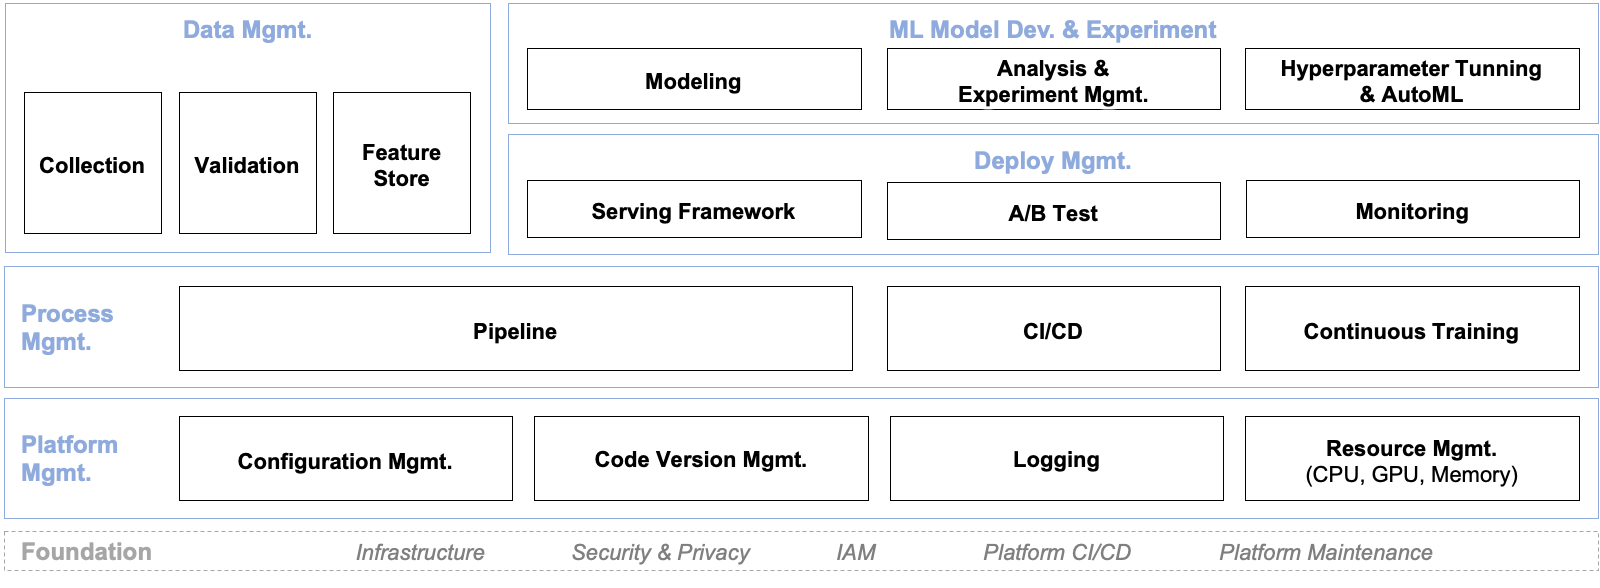 Data Mgmt.
Collection
Validation
Feature
Store
ML Model Dev. & Experiment
Modeling
Analysis &
Experiment Mgmt.
Hyperparameter Tunning
& AutoML
Deploy Mgmt.
Serving Framework
A/B Test
Monitoring
Process
Mgmt.
Pipeline
CI/CD
Continuous Training
Platform
Mgmt.
Configuration Mgmt.
Code Version Mgmt.
Logging
Resource Mgmt.
(CPU, GPU, Memory)
Foundation
Infrastructure
Security & Privacy
IAM
Platform CI/CD
Platform Maintenance